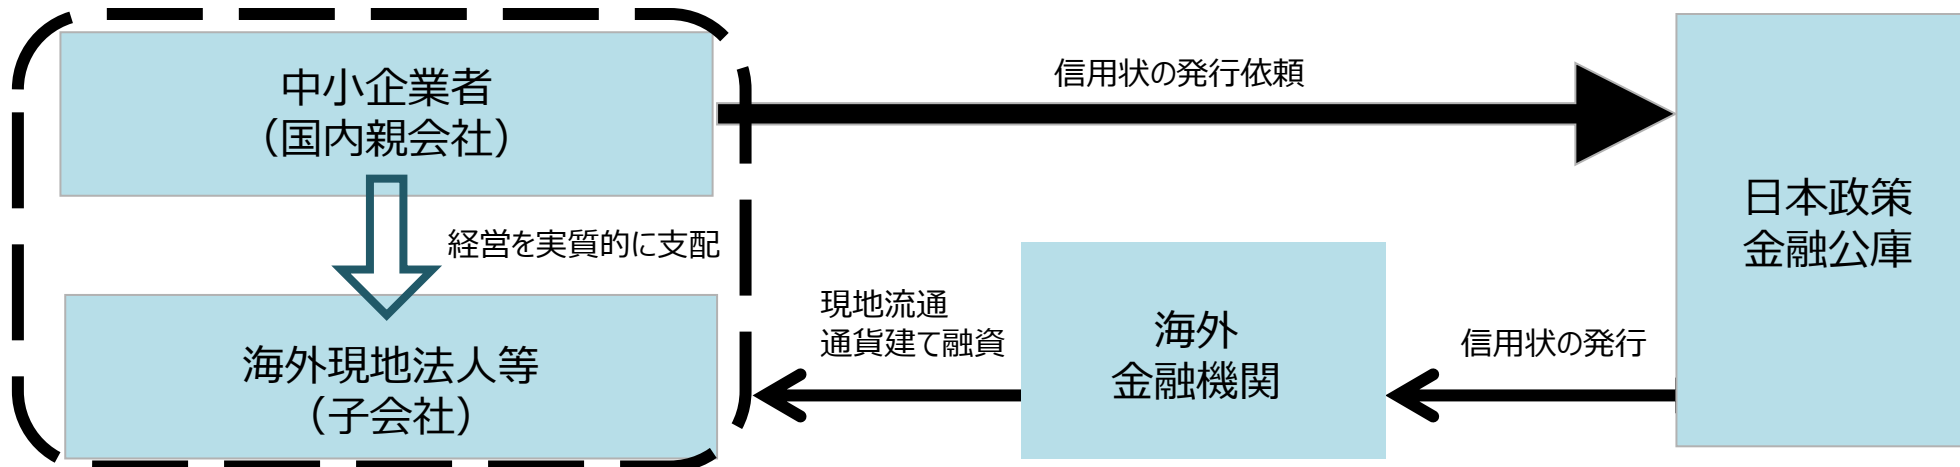 中小企業者
（国内親会社）
経営を実質的に支配
海外現地法人等
（子会社）
信用状の発行依頼
現地流通
通貨建て融資
海外
金融機関
信用状の発行
日本政策
金融公庫